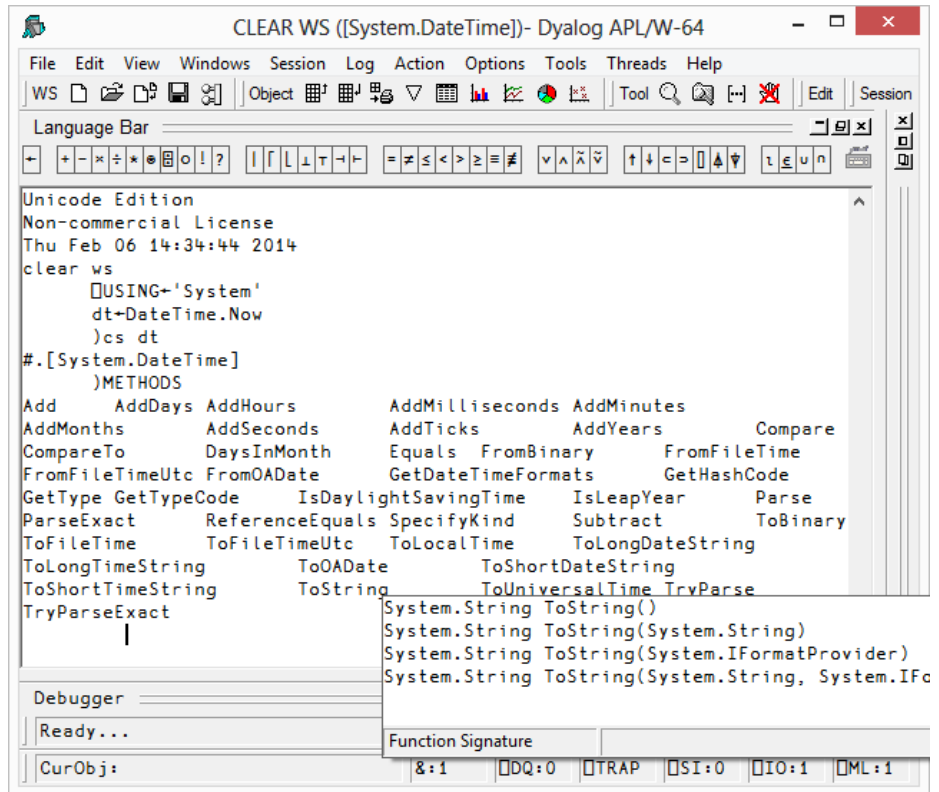 CLEAR WS ([System.DateTime])- Dyalog APL/W-64
File Edit View Windows Session Log Action Options Tools Threads Help
WS Object Tool Edit Session
Language Bar
← + - × ÷ * ⍟ ⌹ ○ ! ? | ⌈ ⌊ ⊥ ⊤ ⊣ ⊢ = ≠ ≤ < > ≥ ≡ ≢ ∨ ∧ ⍲ ⍱ ↑ ↓ ⊂ ⊃ ⌷ ⍋ ⍒ ⍳ ⍷ ∪ ∩
Unicode Edition
Non-commercial License
Thu Feb 06 14:34:44 2014
clear ws
      ⎕USING←'System'
      dt←DateTime.Now
      )cs dt
#.[System.DateTime]
      )METHODS
Add     AddDays AddHours        AddMilliseconds AddMinutes
AddMonths       AddSeconds      AddTicks        AddYears        Compare
CompareTo       DaysInMonth     Equals  FromBinary      FromFileTime
FromFileTimeUtc FromOADate      GetDateTimeFormats      GetHashCode
GetType GetTypeCode     IsDaylightSavingTime    IsLeapYear      Parse
ParseExact      ReferenceEquals SpecifyKind     Subtract        ToBinary
ToFileTime      ToFileTimeUtc   ToLocalTime     ToLongDateString
ToLongTimeString        ToOADate        ToShortDateString
ToShortTimeString       ToString        ToUniversalTime TryParse
TryParseExact
System.String ToString()
System.String ToString(System.String)
System.String ToString(System.IFormatProvider)
System.String ToString(System.String, System.IFo
Function Signature
Debugger
Ready...
CurObj: &:1 ⎕DQ:0 ⎕TRAP ⎕SI:0 ⎕IO:1 ⎕ML:1